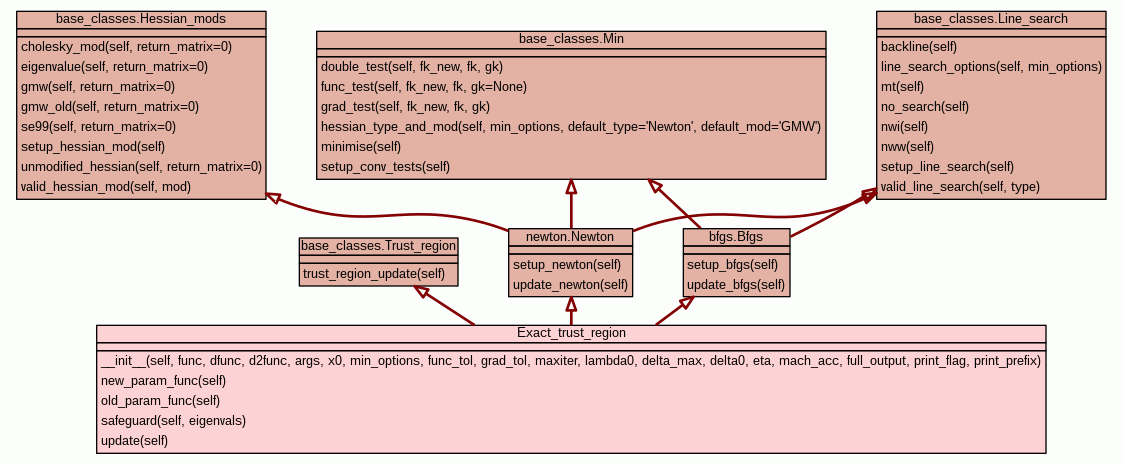 base_classes.Hessian_mods
cholesky_mod(self, return_matrix=0)
eigenvalue(self, return_matrix=0)
gmw(self, return_matrix=0)
gmw_old(self, return_matrix=0)
se99(self, return_matrix=0)
setup_hessian_mod(self)
unmodified_hessian(self, return_matrix=0)
valid_hessian_mod(self, mod)
base_classes.Min
double_test(self, fk_new, fk, gk)
func_test(self, fk_new, fk, gk=None)
grad_test(self, fk_new, fk, gk)
hessian_type_and_mod(self, min_options, default_type='Newton', default_mod='GMW')
minimise(self)
setup_conv_tests(self)
base_classes.Line_search
backline(self)
line_search_options(self, min_options)
mt(self)
no_search(self)
nwi(self)
nww(self)
setup_line_search(self)
valid_line_search(self, type)
base_classes.Trust_region
trust_region_update(self)
newton.Newton
setup_newton(self)
update_newton(self)
bfgs.Bfgs
setup_bfgs(self)
update_bfgs(self)
Exact_trust_region
__init__(self, func, dfunc, d2func, args, x0, min_options, func_tol, grad_tol, maxiter, lambda0, delta_max, delta0, eta, mach_acc, full_output, print_flag, print_prefix)
new_param_func(self)
old_param_func(self)
safeguard(self, eigenvals)
update(self)